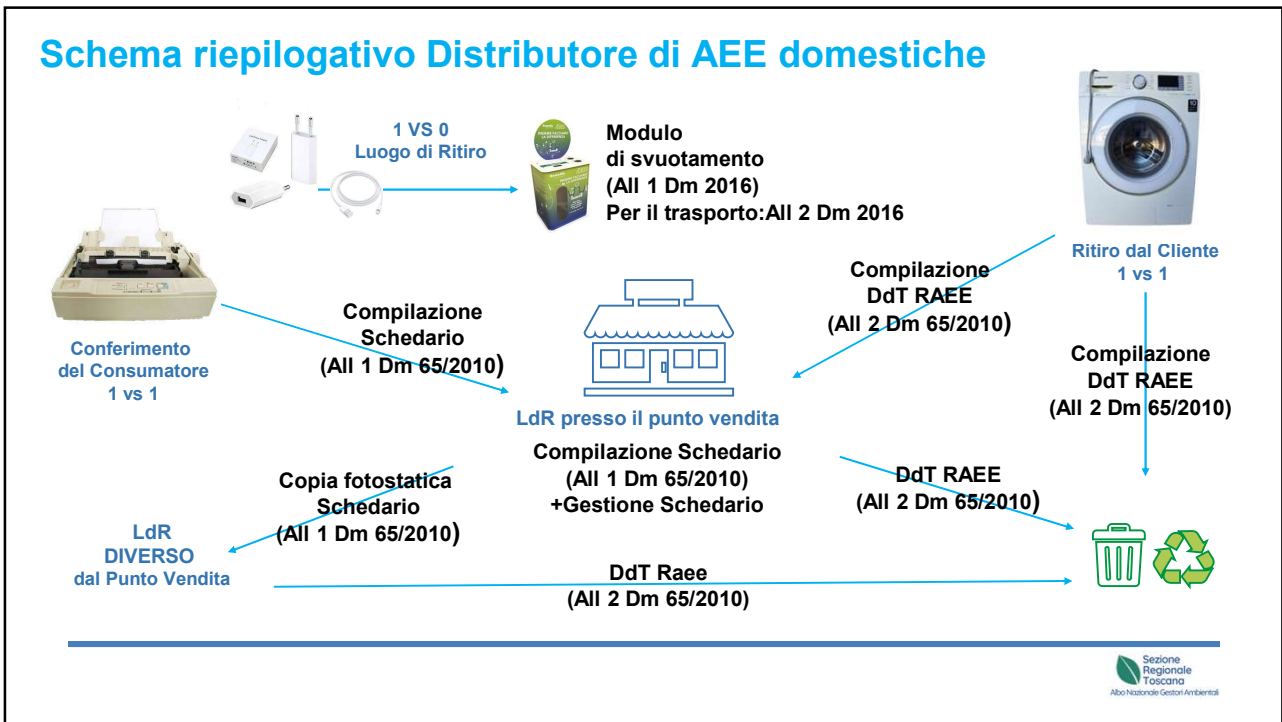 Schema riepilogativo Distributore di AEE domestiche
1 VS 0
Luogo di Ritiro
Modulo
di svuotamento
(All 1 Dm 2016)
Per il trasporto:All 2 Dm 2016
Ritiro dal Cliente
1 vs 1
Conferimento
del Consumatore
1 vs 1
Compilazione
Schedario
(All 1 Dm 65/2010)
Compilazione
DdT RAEE
(All 2 Dm 65/2010)
Compilazione
DdT RAEE
(All 2 Dm 65/2010)
LdR presso il punto vendita
Compilazione Schedario
(All 1 Dm 65/2010)
+Gestione Schedario
Copia fotostatica
Schedario
(All 1 Dm 65/2010)
DdT RAEE
(All 2 Dm 65/2010)
LdR
DIVERSO
dal Punto Vendita
DdT Raee
(All 2 Dm 65/2010)
Sezione
Regionale
Toscana
Albo Nazionale Gestori Ambientali